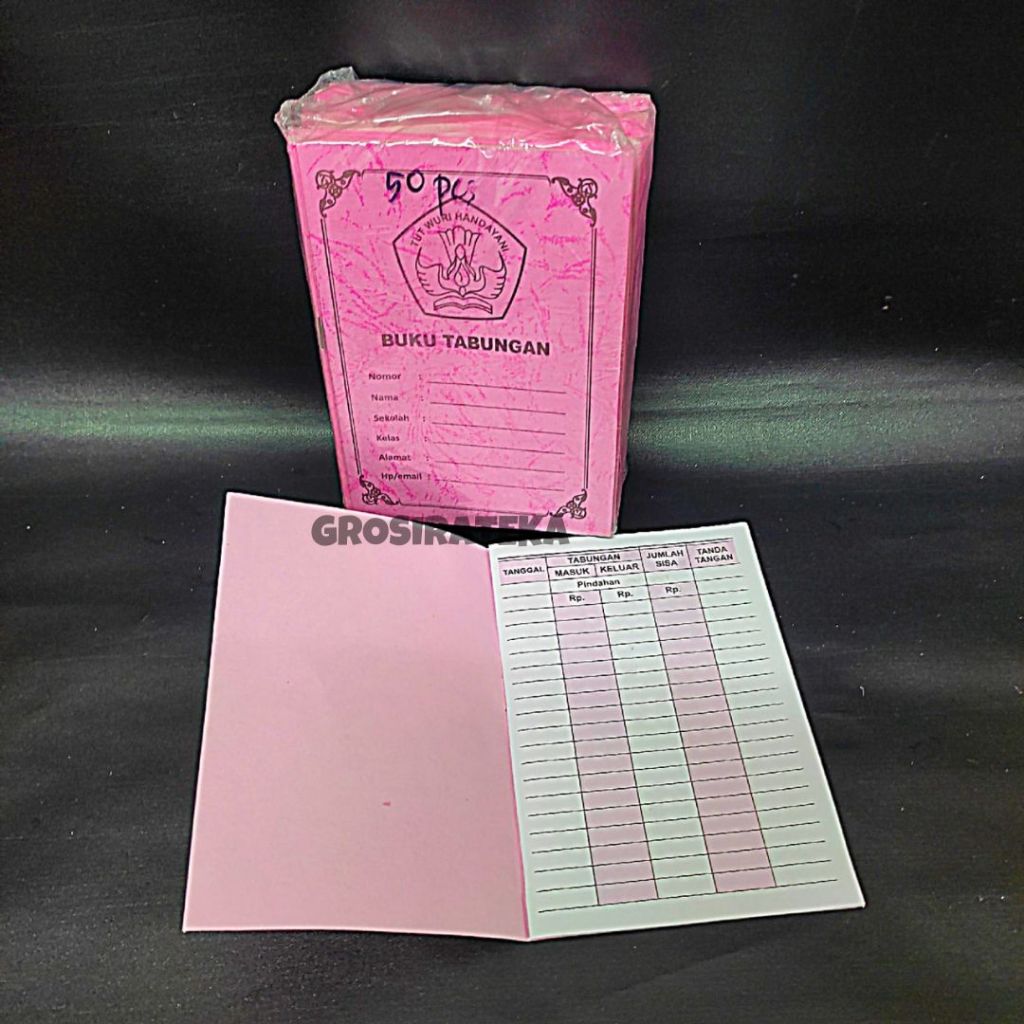 50 pcs
TUT WURI HANDAYANI
BUKU TABUNGAN
Nomor :
Nama :
Sekolah :
Kelas :
Alamat :
Hp/email :
GROSIRATEKA
TANGGAL TABUNGAN JUMLAH SISA TANDA TANGAN
MASUK KELUAR
Pindahan
Rp. Rp. Rp.